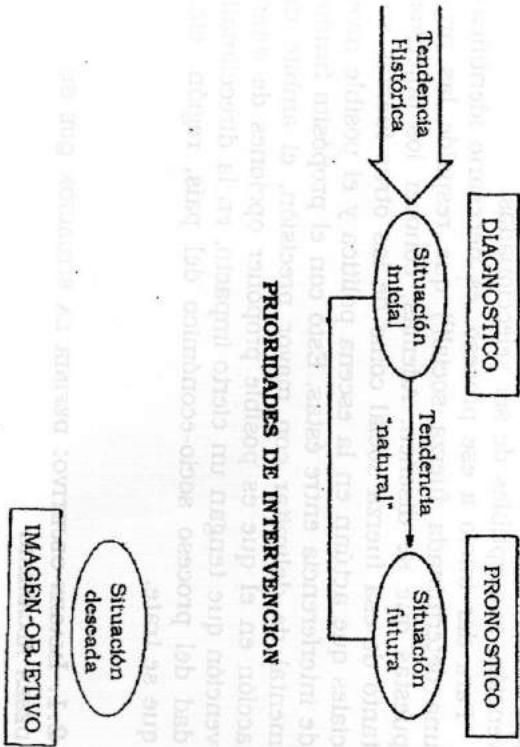 DIAGNOSTICO
PRONOSTICO
Tendencia
Histórica
Situación
inicial
Tendencia
"natural"
Situación
futura
PRIORIDADES DE INTERVENCION
Situación
deseada
IMAGEN-OBJETIVO